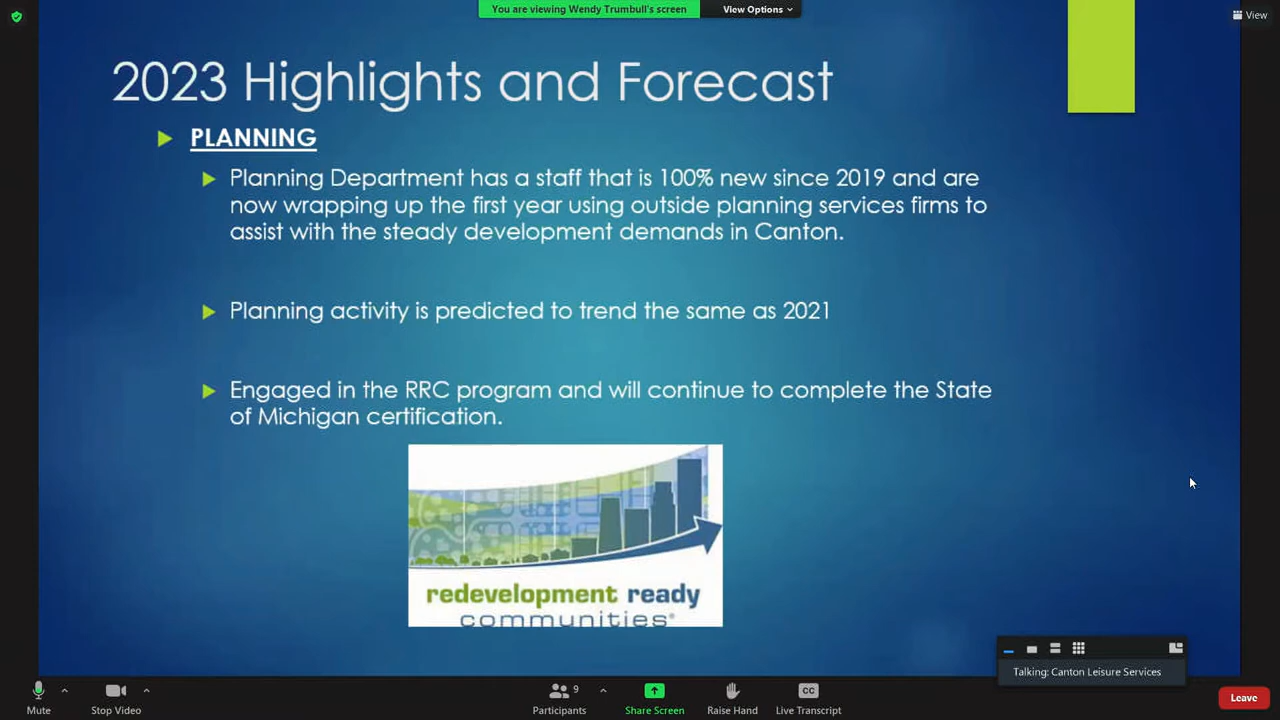 You are viewing Wendy Trumbull's screen
View Options
View
2023 Highlights and Forecast
PLANNING
Planning Department has a staff that is 100% new since 2019 and are
now wrapping up the first year using outside planning services firms to
assist with the steady development demands in Canton.
Planning activity is predicted to trend the same as 2021
Engaged in the RRC program and will continue to complete the State
of Michigan certification.
redevelopment ready
communities®
Talking: Canton Leisure Services
9
CC
Mute
Stop Video
Participants
Share Screen
Raise Hand
Live Transcript
Leave